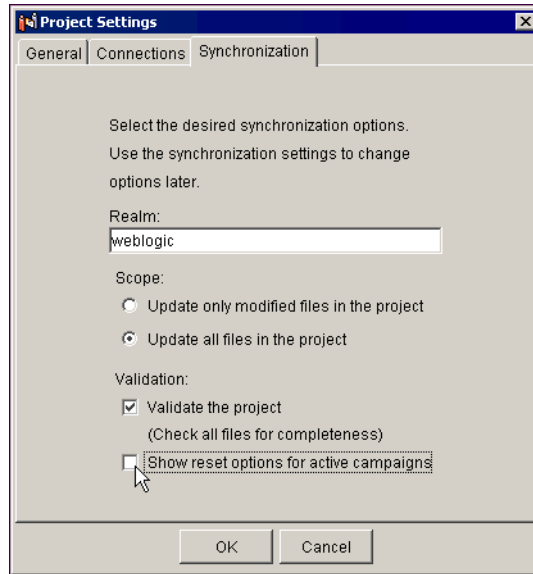 Project Settings
General Connections Synchronization
Select the desired synchronization options.
Use the synchronization settings to change
options later.
Realm:
weblogic
Scope:
Update only modified files in the project
Update all files in the project
Validation:
Validate the project
(Check all files for completeness)
Show reset options for active campaigns
OK Cancel